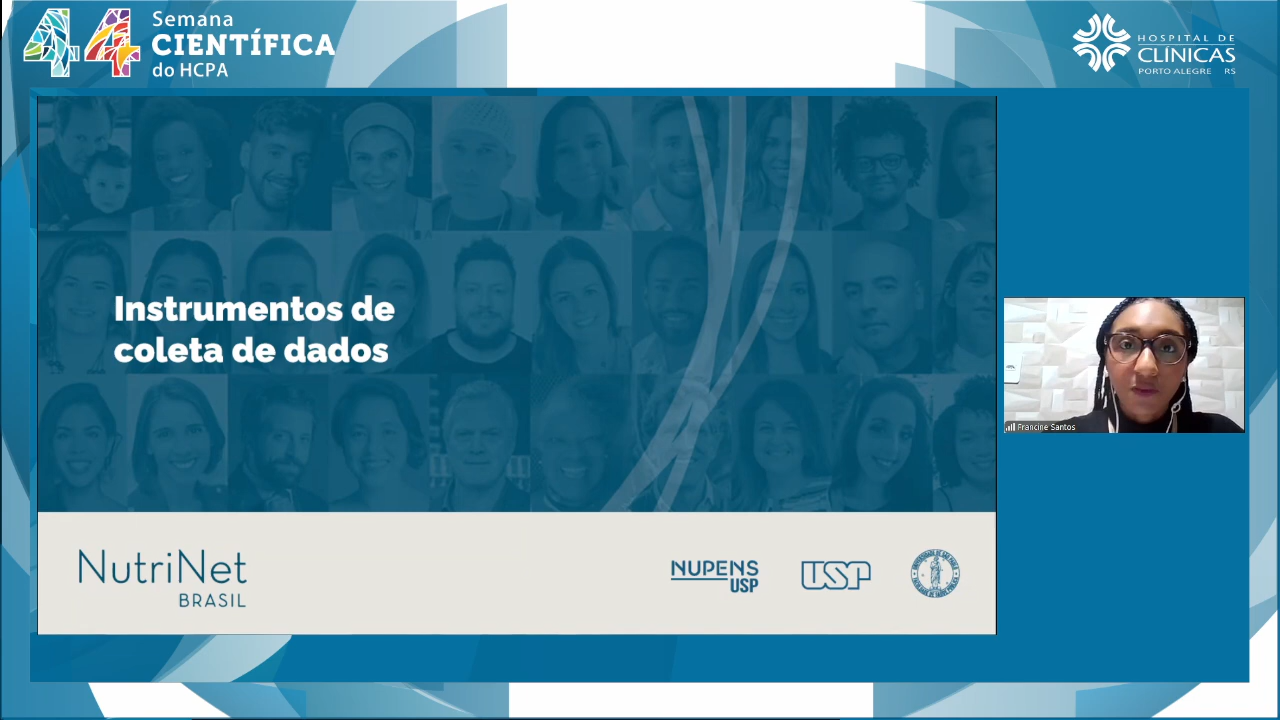 44
Semana
CIENTÍFICA
do HCPA
HOSPITAL DE
CLÍNICAS
PORTO ALEGRE RS
Instrumentos de
coleta de dados
Francine Santos
NutriNet
BRASIL
NUPENS
USP
USP